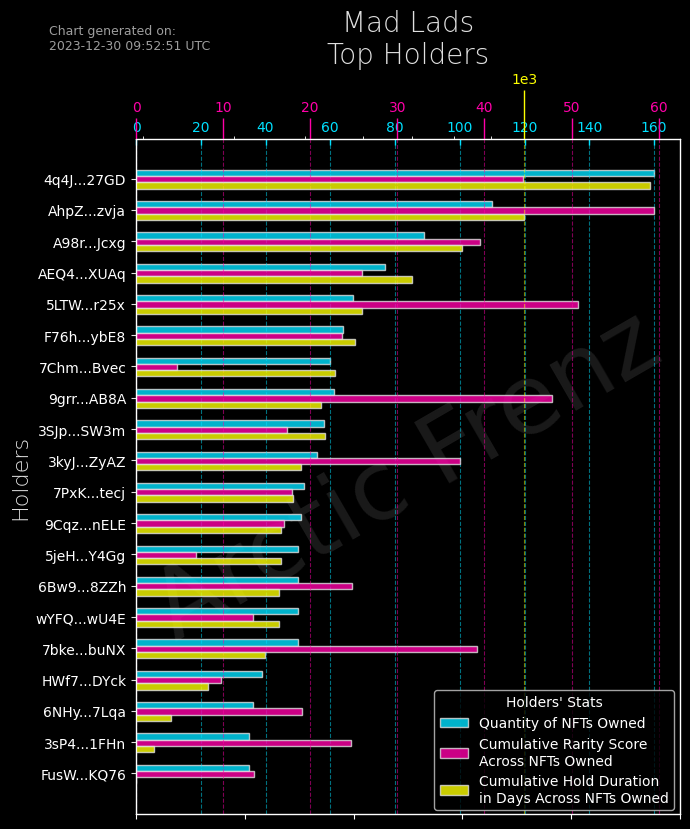 Chart generated on:
2023-12-30 09:52:51 UTC
Mad Lads
Top Holders
1e3
0 10 20 30 40 50 60
0 20 40 60 80 100 120 140 160
Holders
4q4J...27GD
AhpZ...zvja
A98r...Jcxg
AEQ4...XUAq
5LTW...r25x
F76h...ybE8
7Chm...Bvec
9grr...AB8A
3SJp...SW3m
3kyJ...ZyAZ
7PxK...tecj
9Cqz...nELE
5jeH...Y4Gg
6Bw9...8ZZh
wYFQ...wU4E
7bke...buNX
HWf7...DYck
6NHy...7Lqa
3sP4...1FHn
FusW...KQ76
Arctic Frenz
Holders' Stats
Quantity of NFTs Owned
Cumulative Rarity Score
Across NFTs Owned
Cumulative Hold Duration
in Days Across NFTs Owned